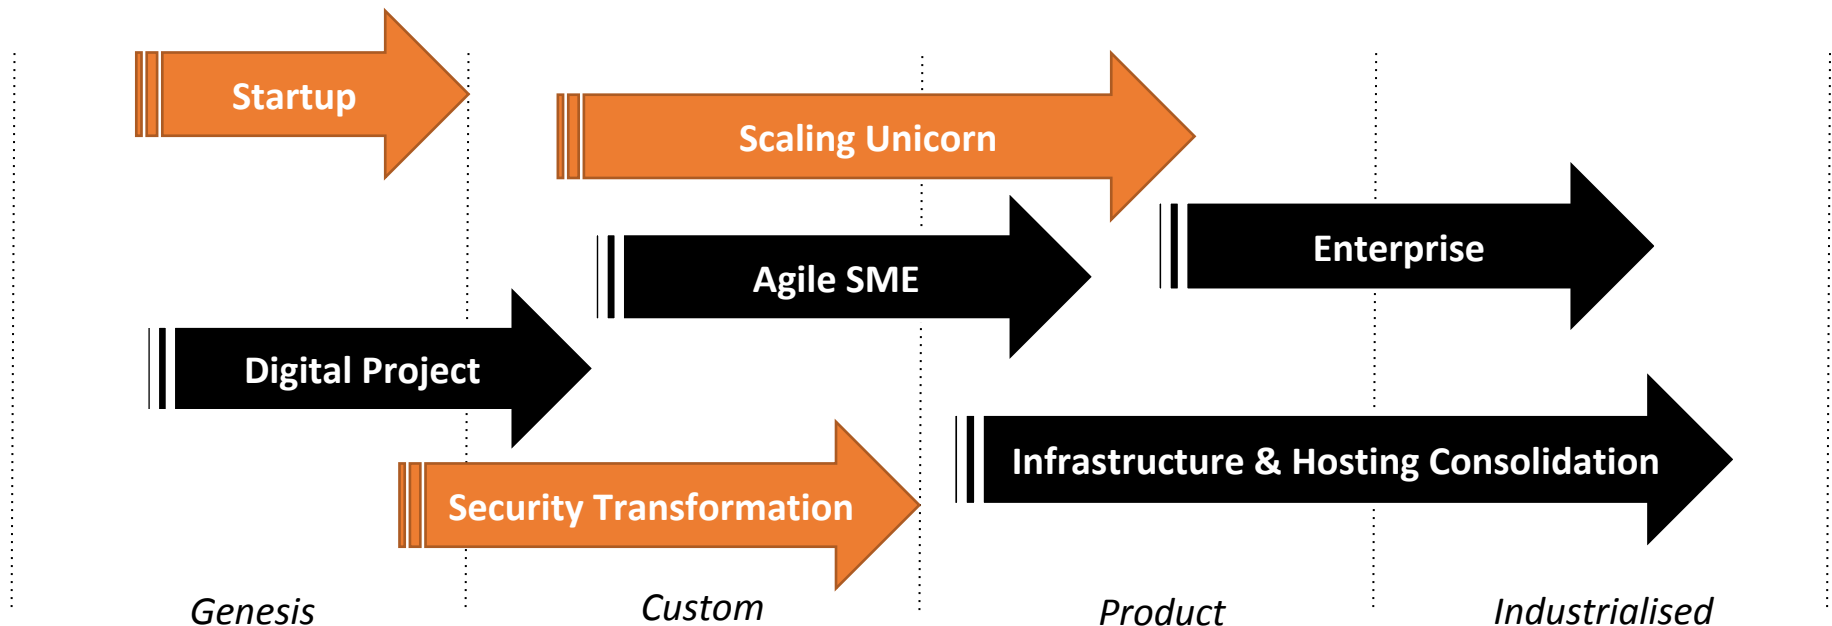 Startup
Scaling Unicorn
Enterprise
Agile SME
Digital Project
Infrastructure & Hosting Consolidation
Security Transformation
Genesis
Custom
Product
Industrialised